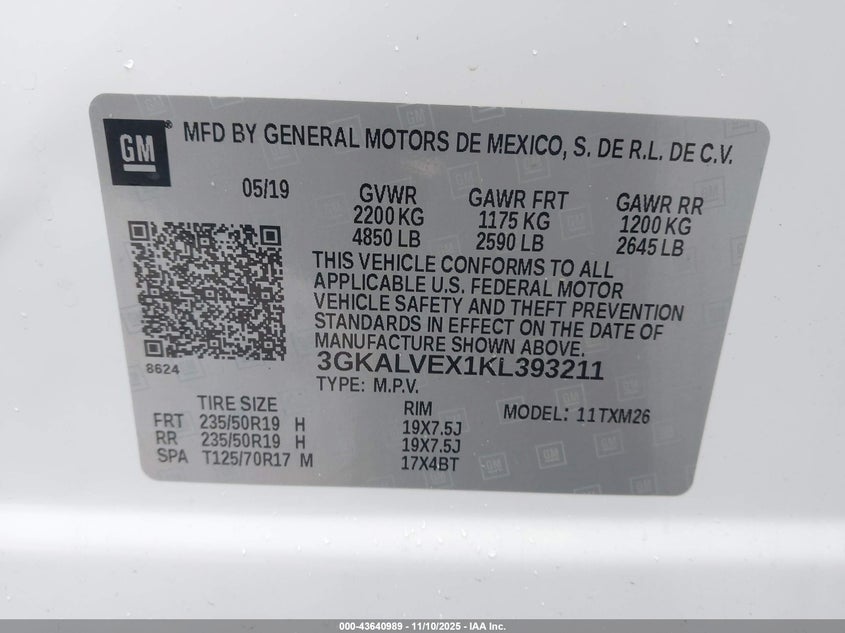 GM ® MFD BY GENERAL MOTORS DE MEXICO, S. DE R.L. DE C.V.
05/19 GVWR GAWR FRT GAWR RR
2200 KG 1175 KG 1200 KG
4850 LB 2590 LB 2645 LB
THIS VEHICLE CONFORMS TO ALL
APPLICABLE U.S. FEDERAL MOTOR
VEHICLE SAFETY AND THEFT PREVENTION
STANDARDS IN EFFECT ON THE DATE OF
MANUFACTURE SHOWN ABOVE.
8624
3GKALVEX1KL393211
TYPE: M.P.V.
TIRE SIZE RIM MODEL: 11TXM26
FRT 235/50R19 H 19X7.5J
RR 235/50R19 H 19X7.5J
SPA T125/70R17 M 17X4BT
000-43640989 — 11/10/2025 — IAA Inc.